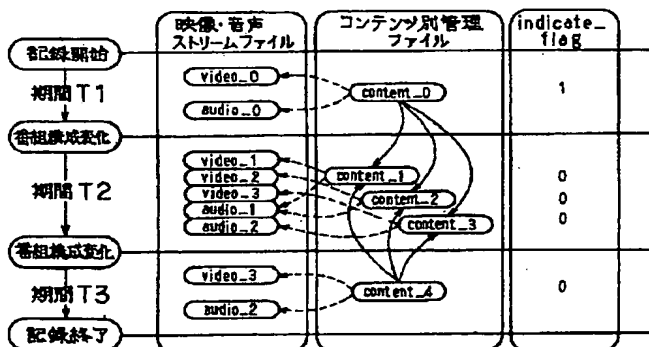 映像・音声
ストリームファイル
コンテンツ別管理
ファイル
indicate_
flag
記録開始
期間T1
video_0
audio_0
content_0
1
番組構成変化
期間T2
video_1
video_2
video_3
audio_1
audio_2
content_1
content_2
content_3
0
0
0
番組構成変化
期間T3
video_3
audio_2
content_4
0
記録終了